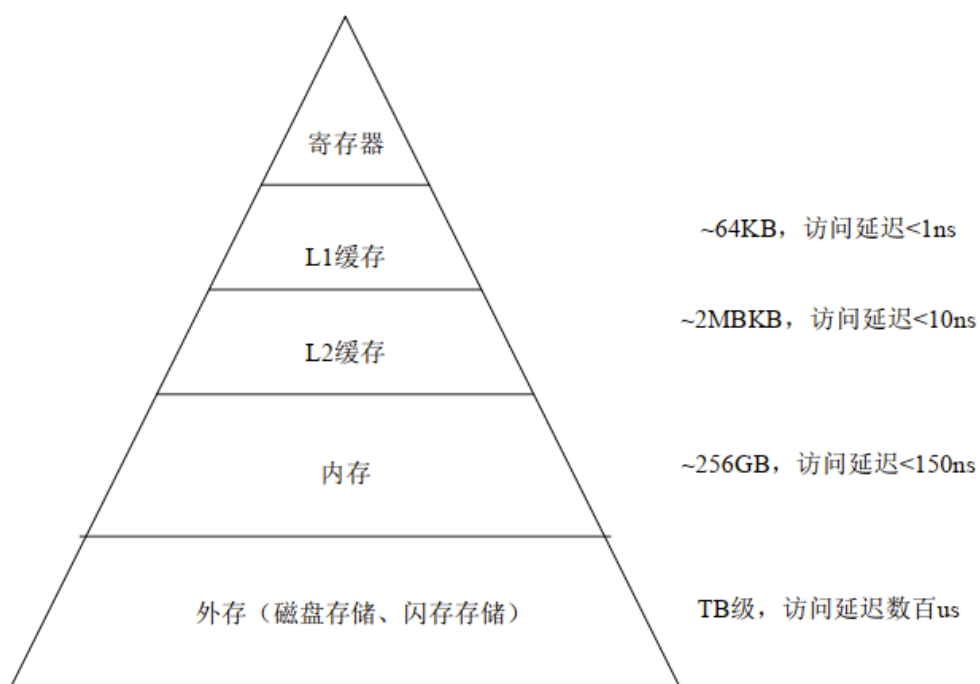 寄存器
L1缓存
~64KB，访问延迟<1ns
L2缓存
~2MBKB，访问延迟<10ns
内存
~256GB，访问延迟<150ns
外存（磁盘存储、闪存存储）
TB级，访问延迟数百us